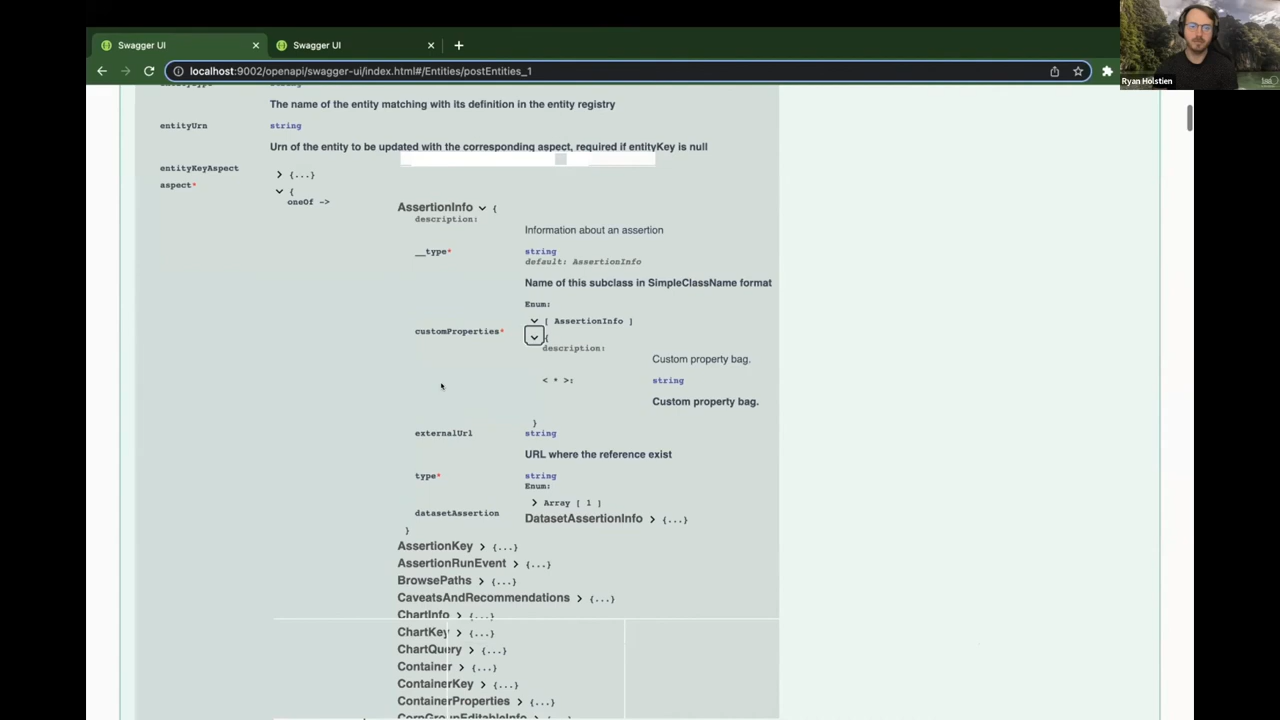 Swagger UI
Swagger UI
localhost:9002/openapi/swagger-ui/index.html#/Entities/postEntities_1
Ryan Holstien
The name of the entity matching with its definition in the entity registry
entityUrn string
Urn of the entity to be updated with the corresponding aspect, required if entityKey is null
entityKeyAspect {...}
aspect* {
oneOf ->
AssertionInfo {
description:
Information about an assertion
__type* string
default: AssertionInfo
Name of this subclass in SimpleClassName format
Enum:
[ AssertionInfo ]
customProperties* {
description:
Custom property bag.
< * >: string
Custom property bag.
}
externalUrl string
URL where the reference exist
type* string
Enum:
Array [ 1 ]
datasetAssertion DatasetAssertionInfo {...}
}
AssertionKey {...}
AssertionRunEvent {...}
BrowsePaths {...}
CaveatsAndRecommendations {...}
ChartInfo {...}
ChartKey {...}
ChartQuery {...}
Container {...}
ContainerKey {...}
ContainerProperties {...}
CorpGroupEditableInfo {...}